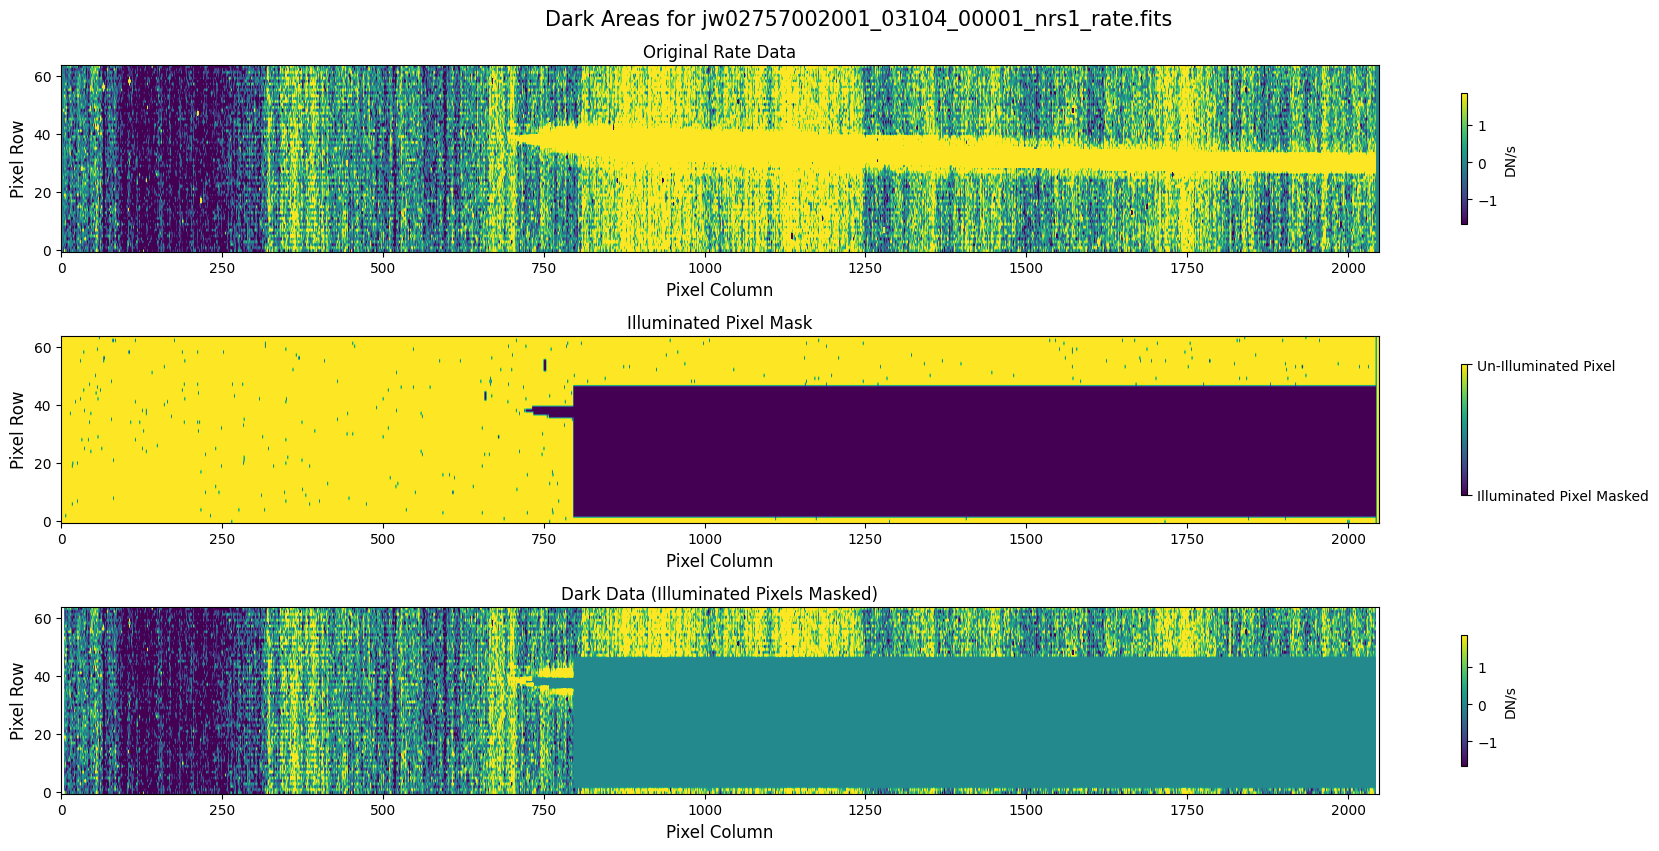 Dark Areas for jw02757002001_03104_00001_nrs1_rate.fits
Original Rate Data
60
40
20
0
Pixel Row
0 250 500 750 1000 1250 1500 1750 2000
Pixel Column
1
0
−1
DN/s
Illuminated Pixel Mask
60
40
20
0
Pixel Row
0 250 500 750 1000 1250 1500 1750 2000
Pixel Column
Un-Illuminated Pixel
Illuminated Pixel Masked
Dark Data (Illuminated Pixels Masked)
60
40
20
0
Pixel Row
0 250 500 750 1000 1250 1500 1750 2000
Pixel Column
1
0
−1
DN/s